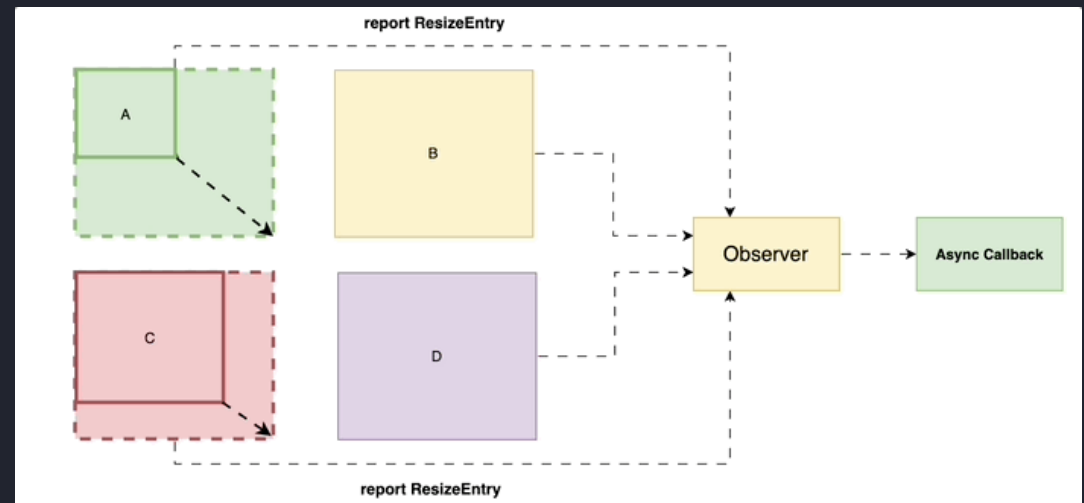 report ResizeEntry
A
B
Observer
Async Callback
C
D
report ResizeEntry